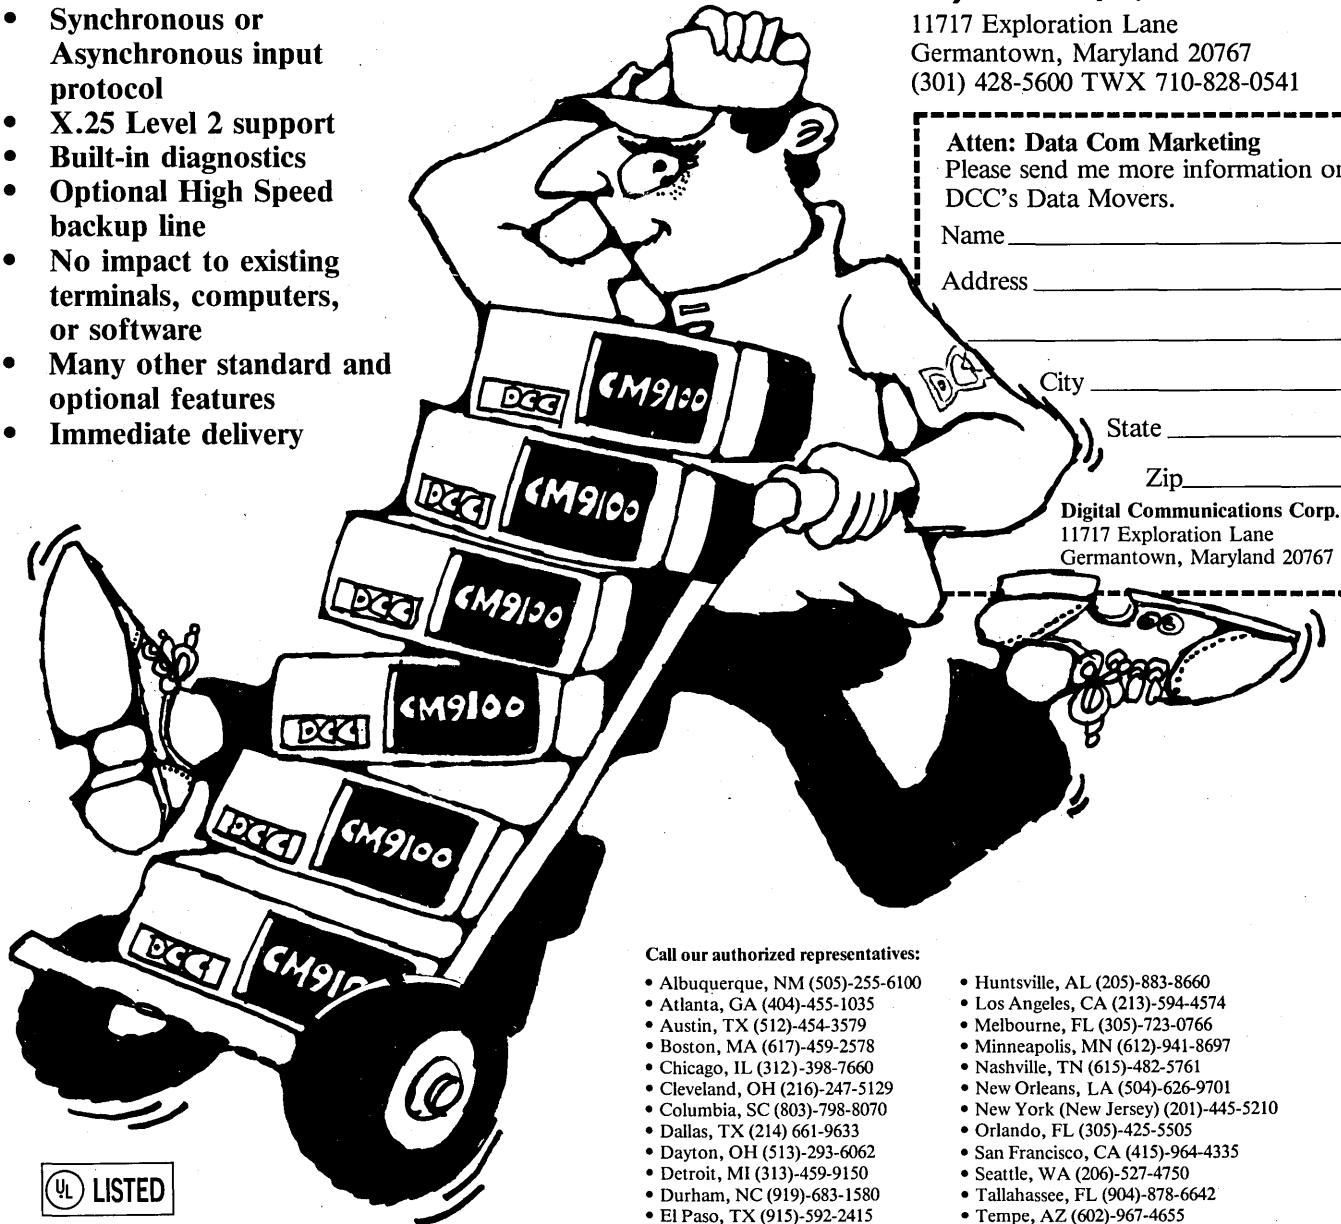 • Synchronous or
Asynchronous input
protocol
• X.25 Level 2 support
• Built-in diagnostics
• Optional High Speed
backup line
• No impact to existing
terminals, computers,
or software
• Many other standard and
optional features
• Immediate delivery
11717 Exploration Lane
Germantown, Maryland 20767
(301) 428-5600 TWX 710-828-0541
Atten: Data Com Marketing
Please send me more information
DCC's Data Movers.
Name
Address
City
State
Zip
Digital Communications Corp.
11717 Exploration Lane
Germantown, Maryland 20767
DCC CM9100
DCC CM9100
DCC CM9100
DCC CM9100
DCC CM9100
DCC CM910
DCC
UL LISTED
Call our authorized representatives:
• Albuquerque, NM (505)-255-6100
• Atlanta, GA (404)-455-1035
• Austin, TX (512)-454-3579
• Boston, MA (617)-459-2578
• Chicago, IL (312)-398-7660
• Cleveland, OH (216)-247-5129
• Columbia, SC (803)-798-8070
• Dallas, TX (214) 661-9633
• Dayton, OH (513)-293-6062
• Detroit, MI (313)-459-9150
• Durham, NC (919)-683-1580
• El Paso, TX (915)-592-2415
• Huntsville, AL (205)-883-8660
• Los Angeles, CA (213)-594-4574
• Melbourne, FL (305)-723-0766
• Minneapolis, MN (612)-941-8697
• Nashville, TN (615)-482-5761
• New Orleans, LA (504)-626-9701
• New York (New Jersey) (201)-445-5210
• Orlando, FL (305)-425-5505
• San Francisco, CA (415)-964-4335
• Seattle, WA (206)-527-4750
• Tallahassee, FL (904)-878-6642
• Tempe, AZ (602)-967-4655